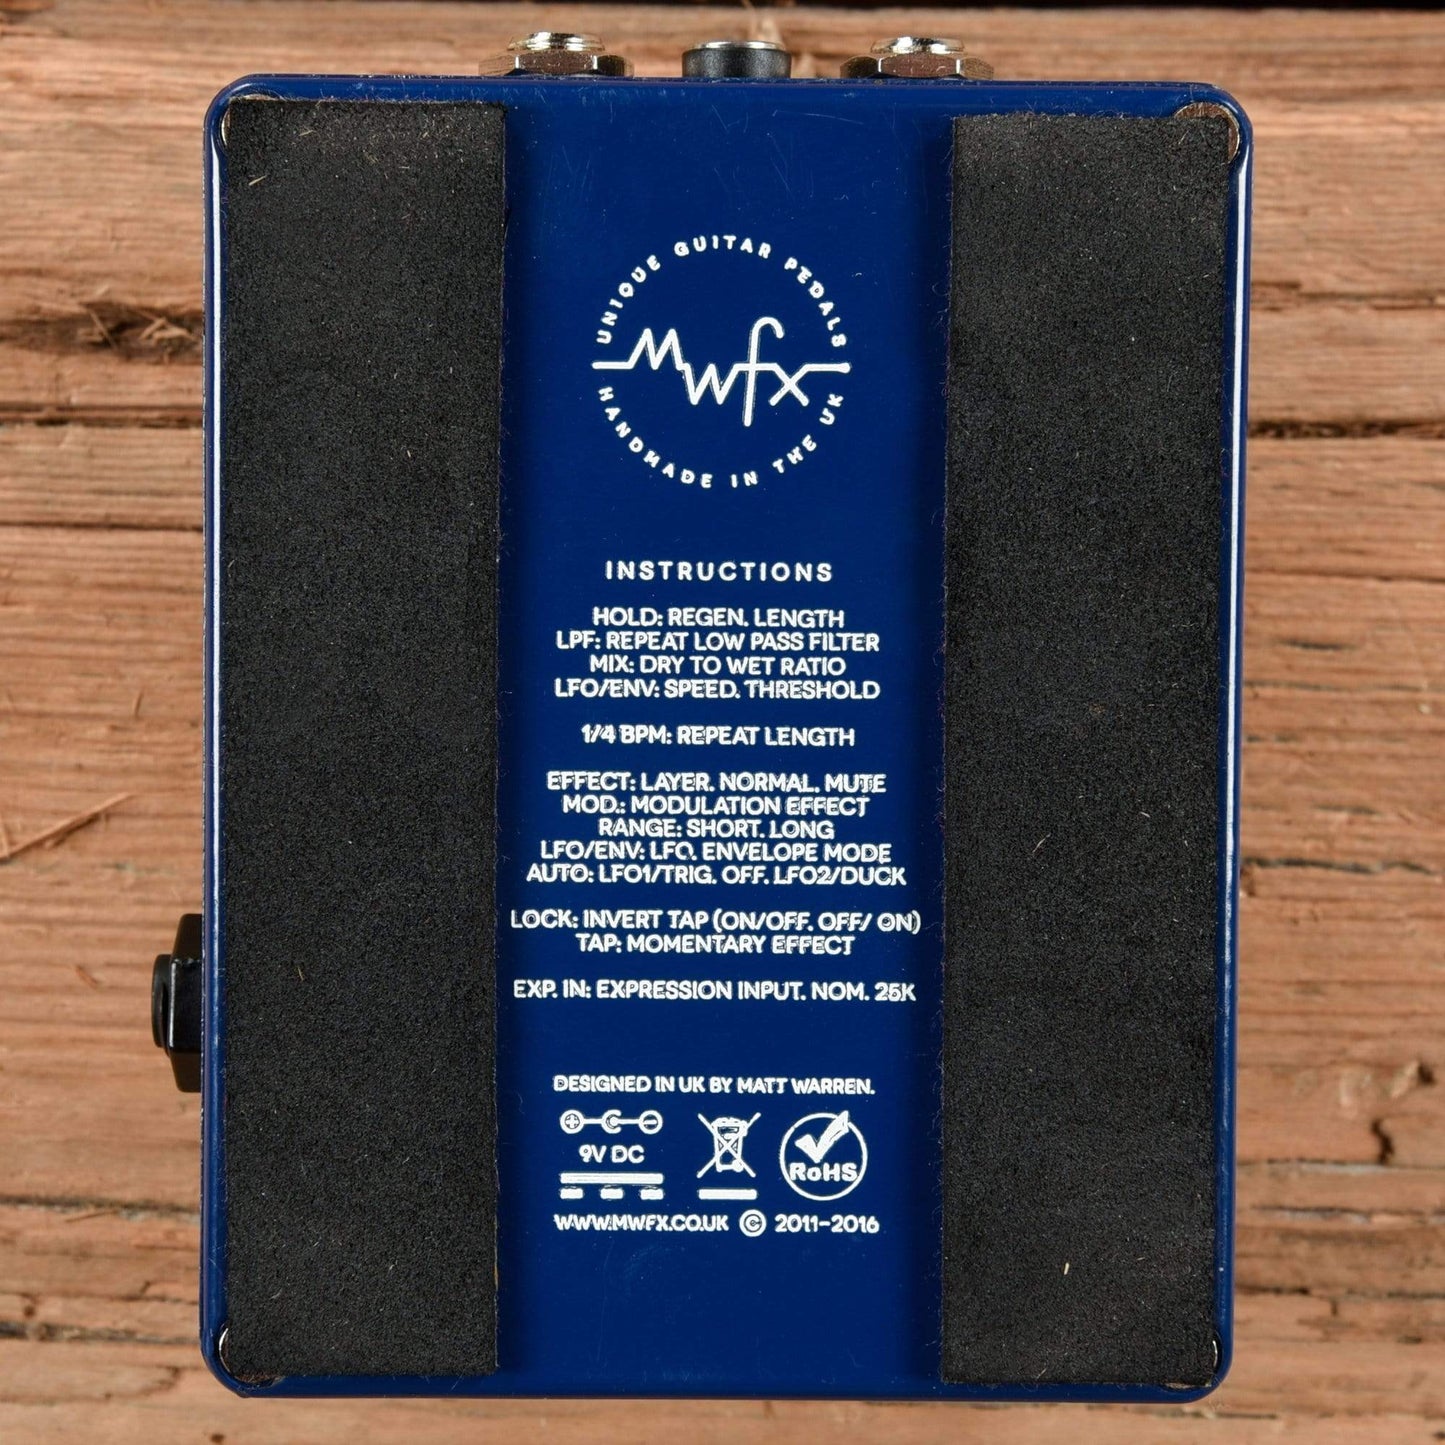 UNIQUE GUITAR PEDALS
MWFX
HANDMADE IN THE UK
INSTRUCTIONS
HOLD: REGEN. LENGTH
LPF: REPEAT LOW PASS FILTER
MIX: DRY TO WET RATIO
LFO/ENV: SPEED. THRESHOLD
1/4 BPM: REPEAT LENGTH
EFFECT: LAYER. NORMAL. MUTE
MOD.: MODULATION EFFECT
RANGE: SHORT. LONG
LFO/ENV: LFO. ENVELOPE MODE
AUTO: LFO1/TRIG. OFF. LFO2/DUCK
LOCK: INVERT TAP (ON/OFF. OFF/ ON)
TAP: MOMENTARY EFFECT
EXP. IN: EXPRESSION INPUT. NOM. 25K
DESIGNED IN UK BY MATT WARREN.
9V DC
RoHS
WWW.MWFX.CO.UK © 2011-2016